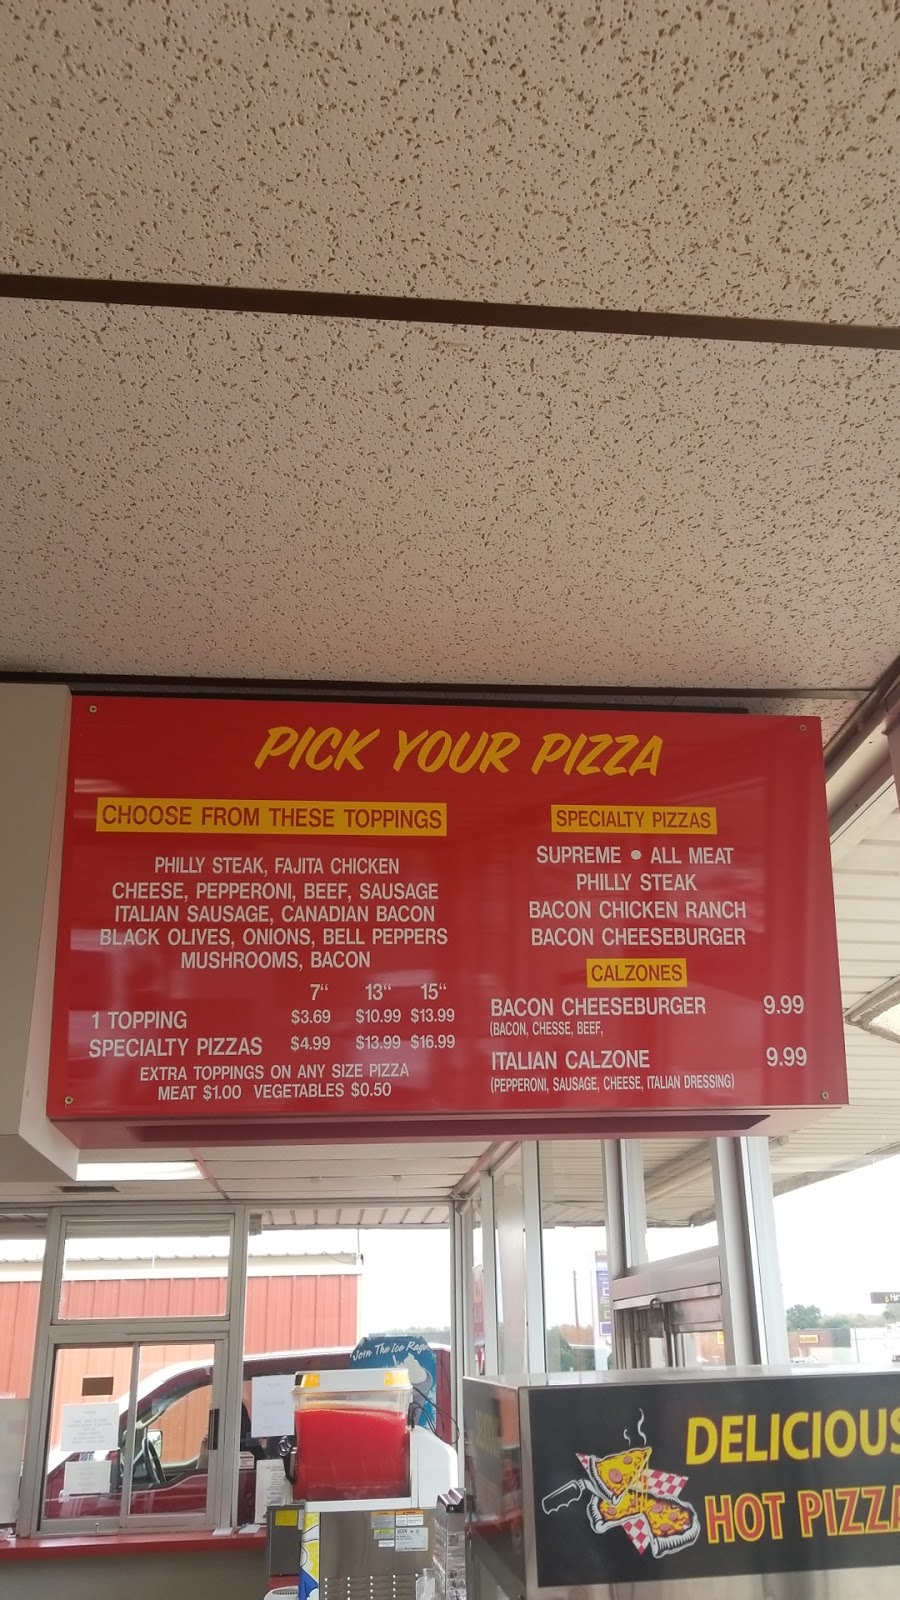 PICK YOUR PIZZA
CHOOSE FROM THESE TOPPINGS
PHILLY STEAK, FAJITA CHICKEN
CHEESE, PEPPERONI, BEEF, SAUSAGE
ITALIAN SAUSAGE, CANADIAN BACON
BLACK OLIVES, ONIONS, BELL PEPPERS
MUSHROOMS, BACON
7" 13" 15"
1 TOPPING $3.69 $10.99 $13.99
SPECIALTY PIZZAS $4.99 $13.99 $16.99
EXTRA TOPPINGS ON ANY SIZE PIZZA
MEAT $1.00 VEGETABLES $0.50
SPECIALTY PIZZAS
SUPREME • ALL MEAT
PHILLY STEAK
BACON CHICKEN RANCH
BACON CHEESEBURGER
CALZONES
BACON CHEESEBURGER 9.99
(BACON, CHESSE, BEEF,
ITALIAN CALZONE 9.99
(PEPPERONI, SAUSAGE, CHEESE, ITALIAN DRESSING)
Join The Ice Rage
DELICIOUS
HOT PIZZA